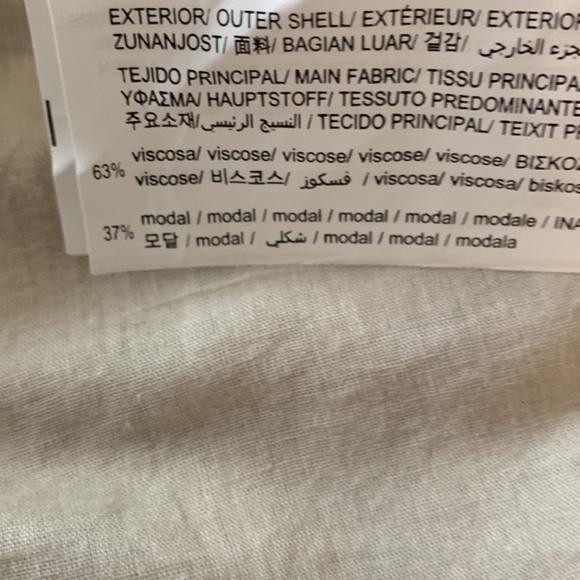 EXTERIOR/ OUTER SHELL/ EXTÉRIEUR/ EXTERIOR
ZUNANJOST/ 面料/ BAGIAN LUAR/ 겉감/ الجزء الخارجي
TEJIDO PRINCIPAL/ MAIN FABRIC/ TISSU PRINCIPA
ΥΦΑΣΜΑ/ HAUPTSTOFF/ TESSUTO PREDOMINANTE
주요소재/النسيج الرئيسي / TECIDO PRINCIPAL/ TEIXIT P
63% viscosa/ viscose/ viscose/ viscose/ viscose/ ΒΙΣΚΟΖ
viscose/ 비스코스/ فسكوز / viscosa/ viscosa/ biskos
37% modal / modal / modal / modal / modal / modale / ΙΝΑ
모달 / modal / شكلي / modal / modal / modala